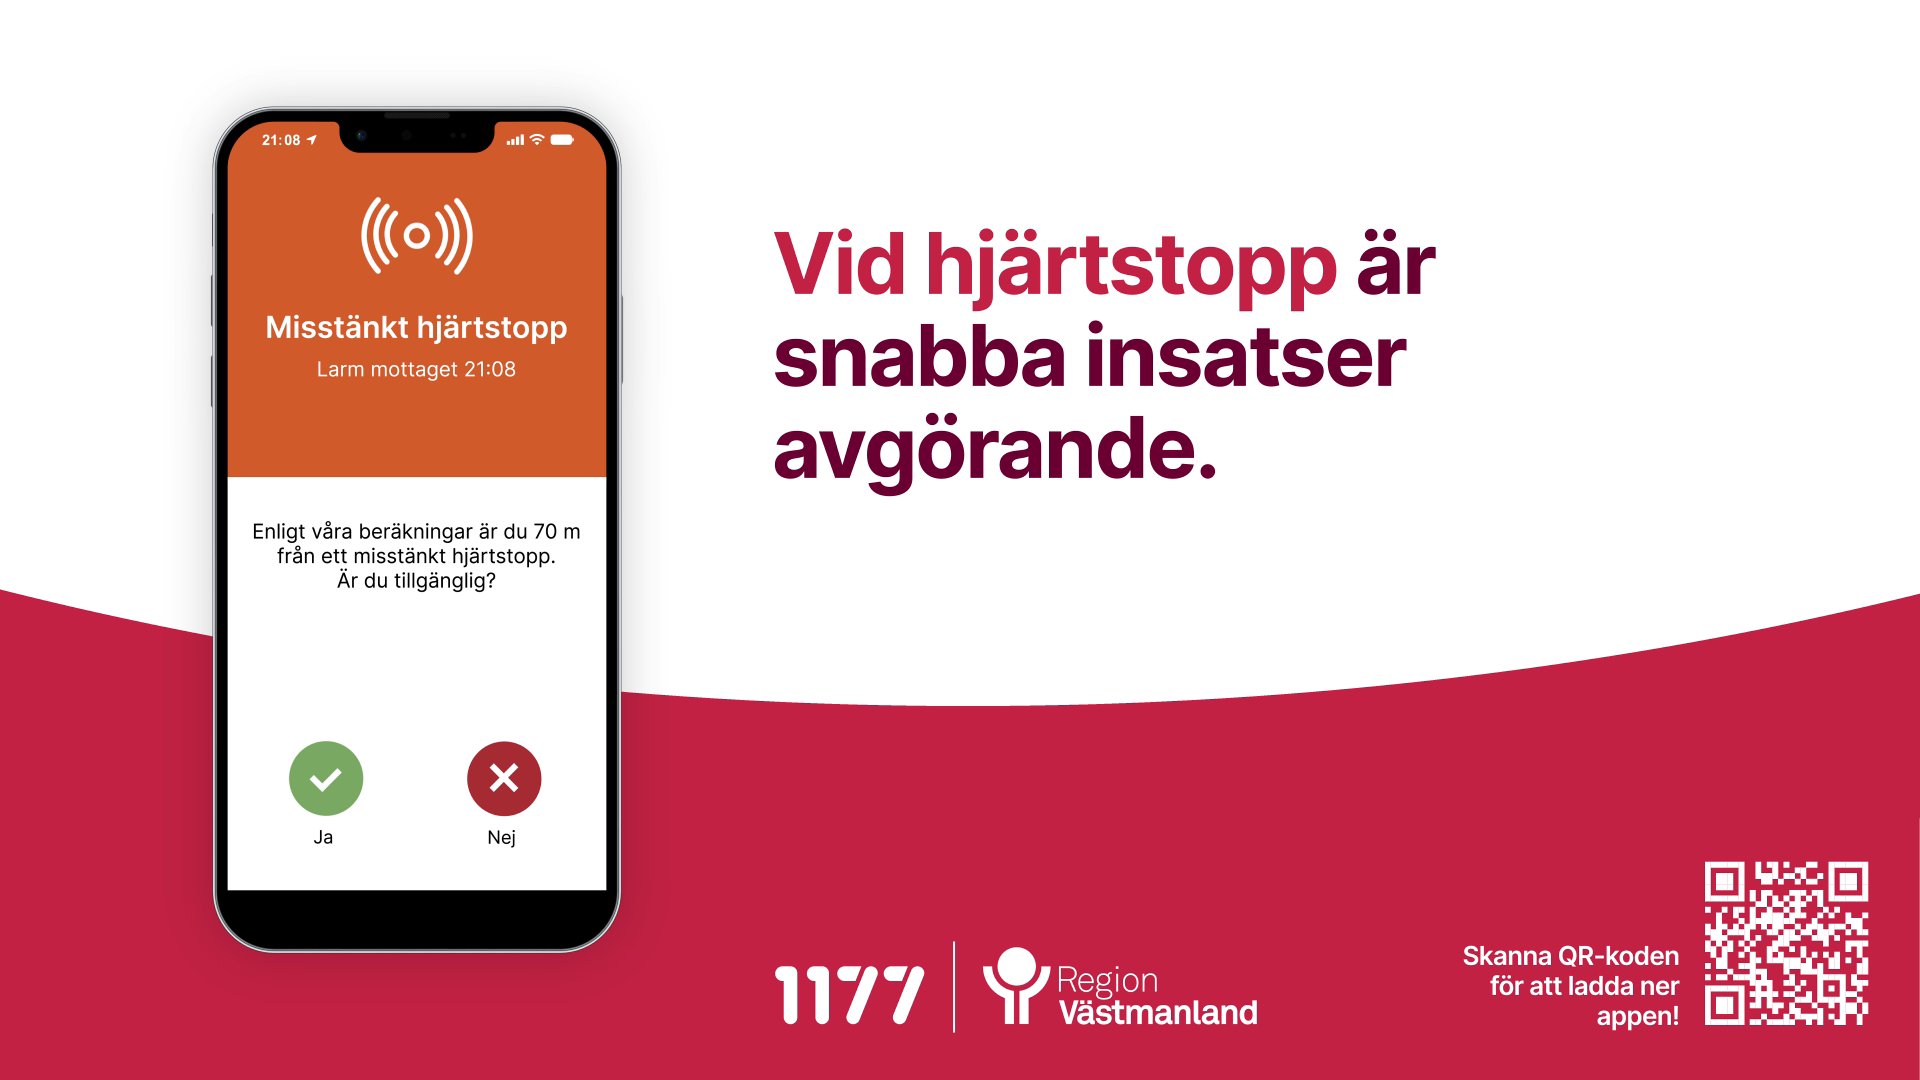 21:08
Misstänkt hjärtstopp
Larm mottaget 21:08
Enligt våra beräkningar är du 70 m
från ett misstänkt hjärtstopp.
Är du tillgänglig?
Ja
Nej
Vid hjärtstopp är
snabba insatser
avgörande.
1177
Region
Västmanland
Skanna QR-koden
för att ladda ner
appen!